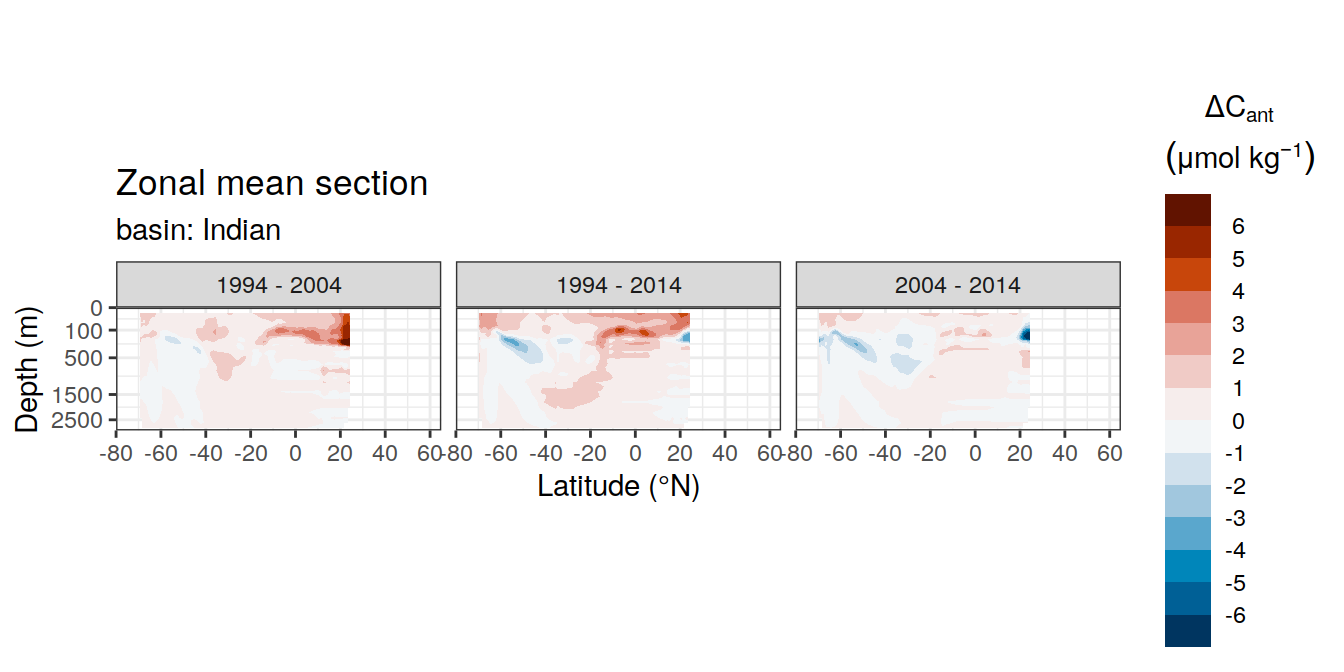 Zonal mean section
basin: Indian
1994 - 2004 1994 - 2014 2004 - 2014
0
100
500
1500
2500
Depth (m)
-80 -60 -40 -20 0 20 40 60 -80 -60 -40 -20 0 20 40 60 -80 -60 -40 -20 0 20 40 60
Latitude (°N)
ΔCant
(μmol kg⁻¹)
6
5
4
3
2
1
0
-1
-2
-3
-4
-5
-6